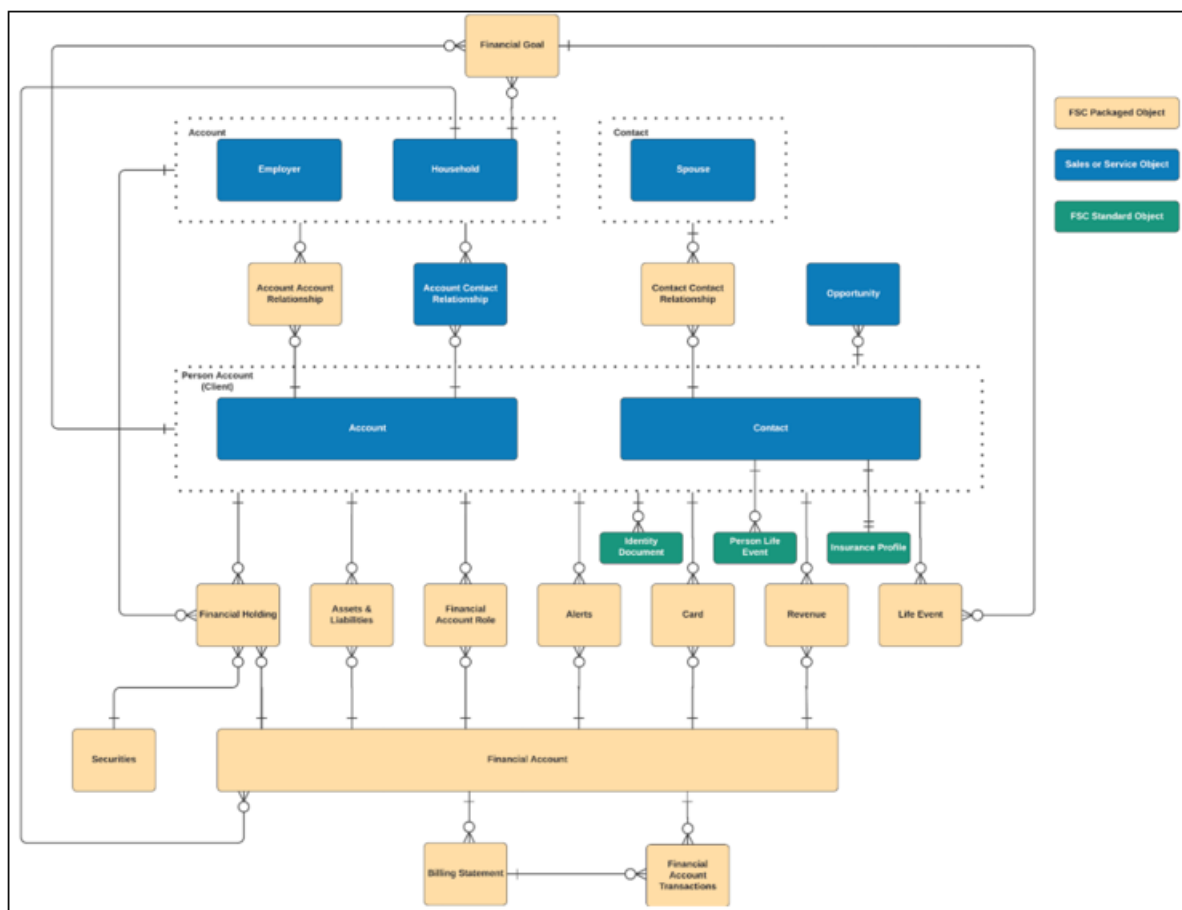 Financial Goal
FSC Packaged Object
Account
Contact
Employer
Household
Spouse
Sales or Service Object
FSC Standard Object
Account Account
Relationship
Account Contact
Relationship
Contact Contact
Relationship
Opportunity
Person Account
(Client)
Account
Contact
Identity
Document
Person Life
Event
Insurance Profile
Financial Holding
Assets &
Liabilities
Financial
Account Role
Alerts
Card
Revenue
Life Event
Securities
Financial Account
Billing Statement
Financial
Account
Transactions